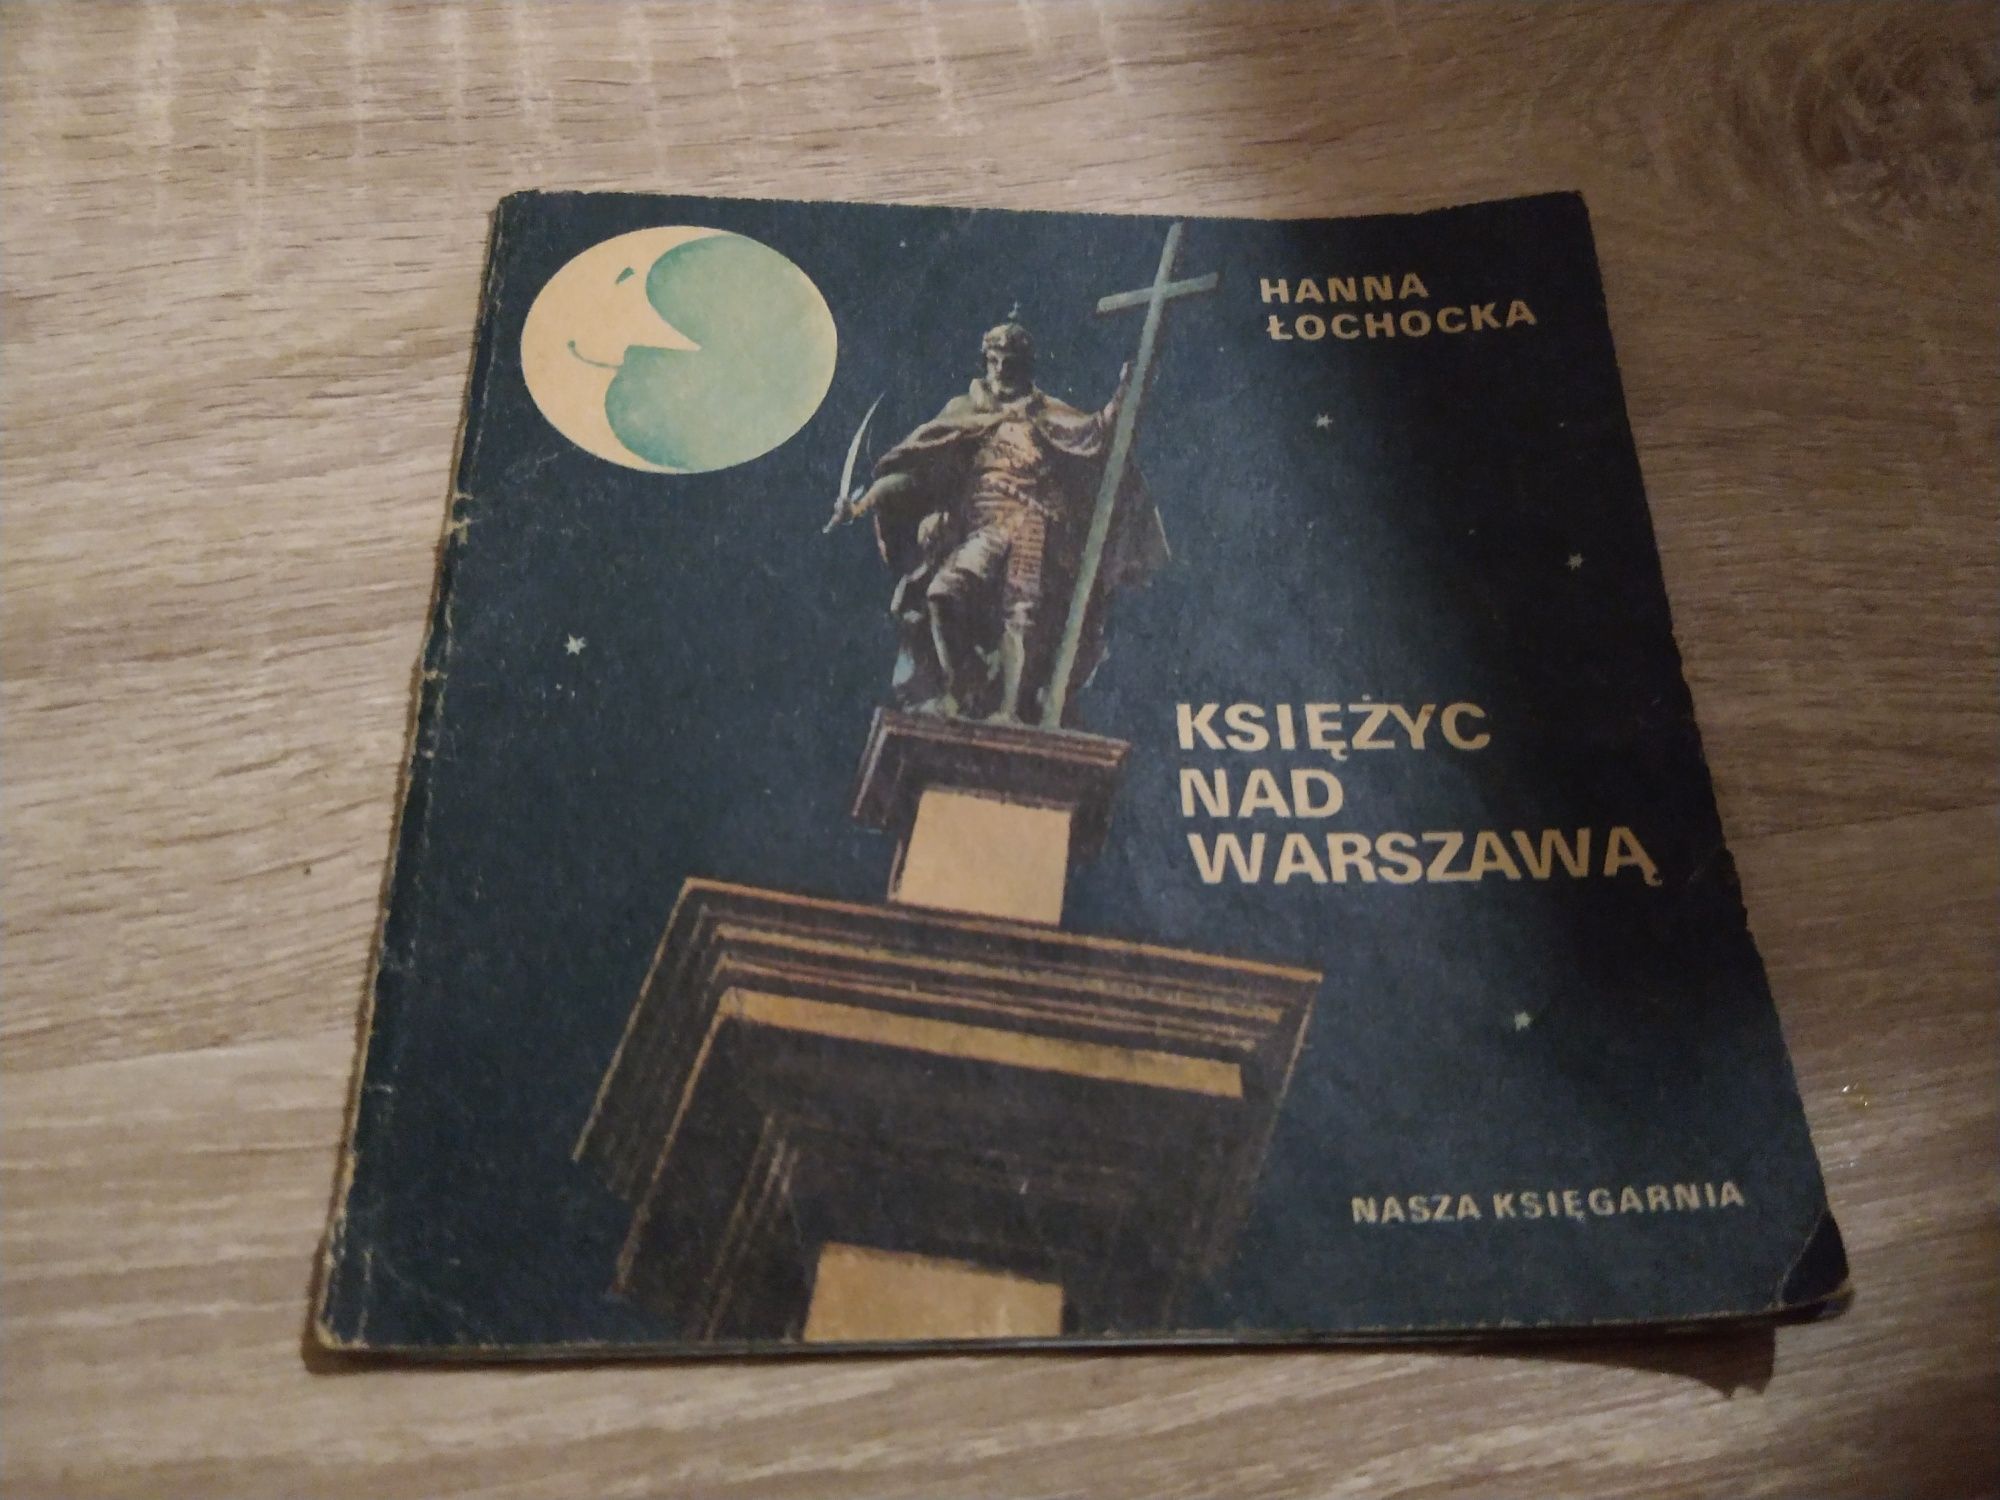 HANNA
ŁOCHOCKA
KSIĘŻYC
NAD
WARSZAWĄ
NASZA KSIĘGARNIA